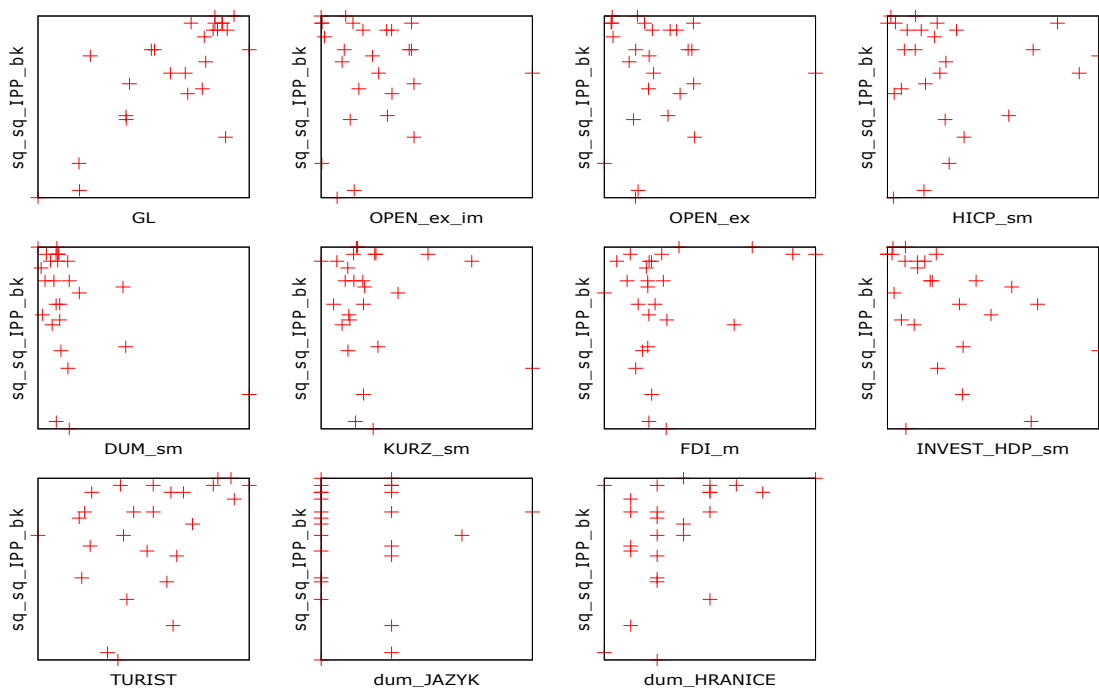 sq_sq_IPP_bk
GL
sq_sq_IPP_bk
OPEN_ex_im
sq_sq_IPP_bk
OPEN_ex
sq_sq_IPP_bk
HICP_sm
sq_sq_IPP_bk
DUM_sm
sq_sq_IPP_bk
KURZ_sm
sq_sq_IPP_bk
FDI_m
sq_sq_IPP_bk
INVEST_HDP_sm
sq_sq_IPP_bk
TURIST
sq_sq_IPP_bk
dum_JAZYK
sq_sq_IPP_bk
dum_HRANICE